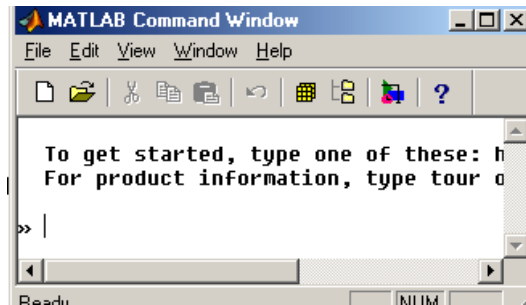 MATLAB Command Window
File Edit View Window Help
?
To get started, type one of these: h
For product information, type tour o
»
Ready NUM